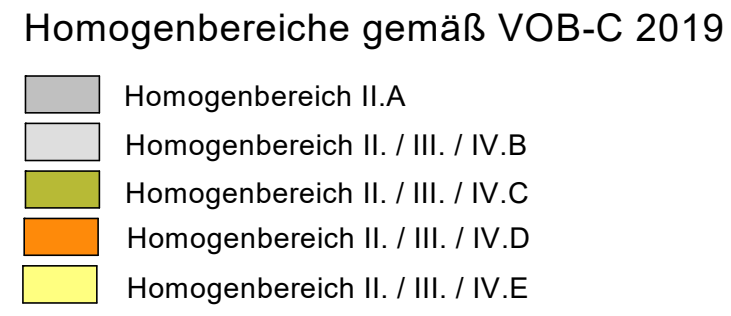 Homogenbereiche gemäß VOB-C 2019
Homogenbereich II.A
Homogenbereich II. / III. / IV.B
Homogenbereich II. / III. / IV.C
Homogenbereich II. / III. / IV.D
Homogenbereich II. / III. / IV.E